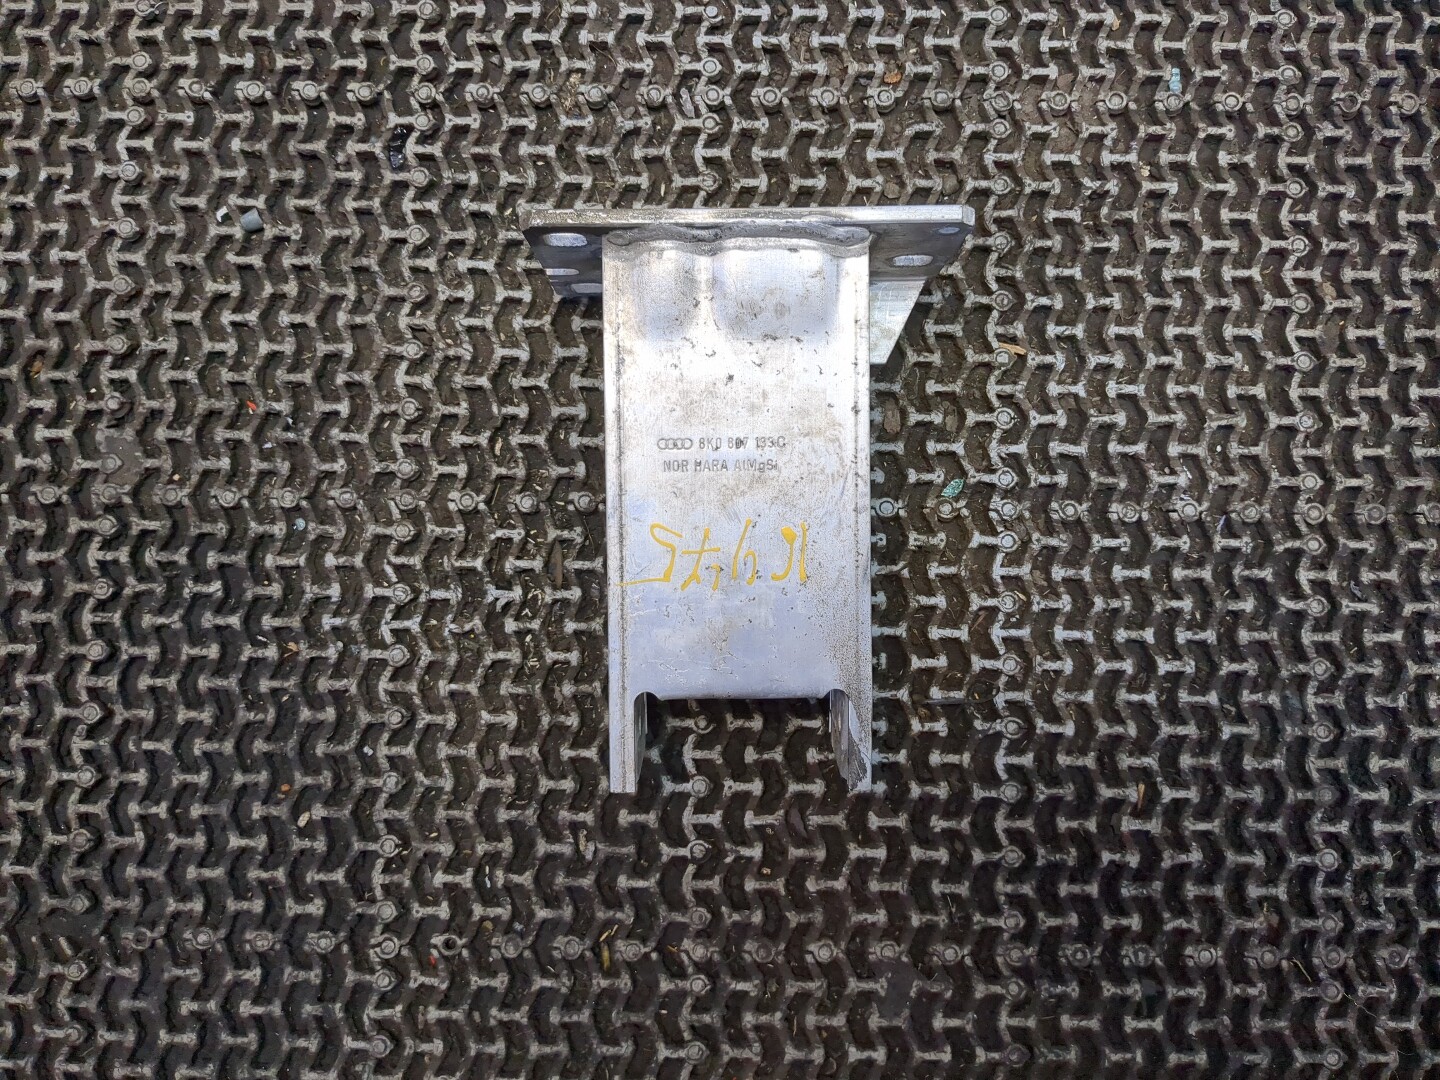 8K0 807 133 C
NOR HARA AlMgSi